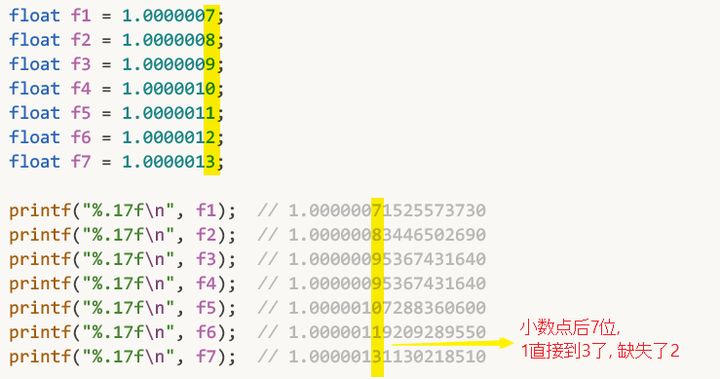 float f1 = 1.0000007;
float f2 = 1.0000008;
float f3 = 1.0000009;
float f4 = 1.0000010;
float f5 = 1.0000011;
float f6 = 1.0000012;
float f7 = 1.0000013;
printf("%.17f\n", f1);  // 1.00000071525573730
printf("%.17f\n", f2);  // 1.00000083446502690
printf("%.17f\n", f3);  // 1.00000095367431640
printf("%.17f\n", f4);  // 1.00000095367431640
printf("%.17f\n", f5);  // 1.00000107288360600
printf("%.17f\n", f6);  // 1.00000119209289550
printf("%.17f\n", f7);  // 1.00000131130218510
小数点后7位,
1直接到3了, 缺失了2